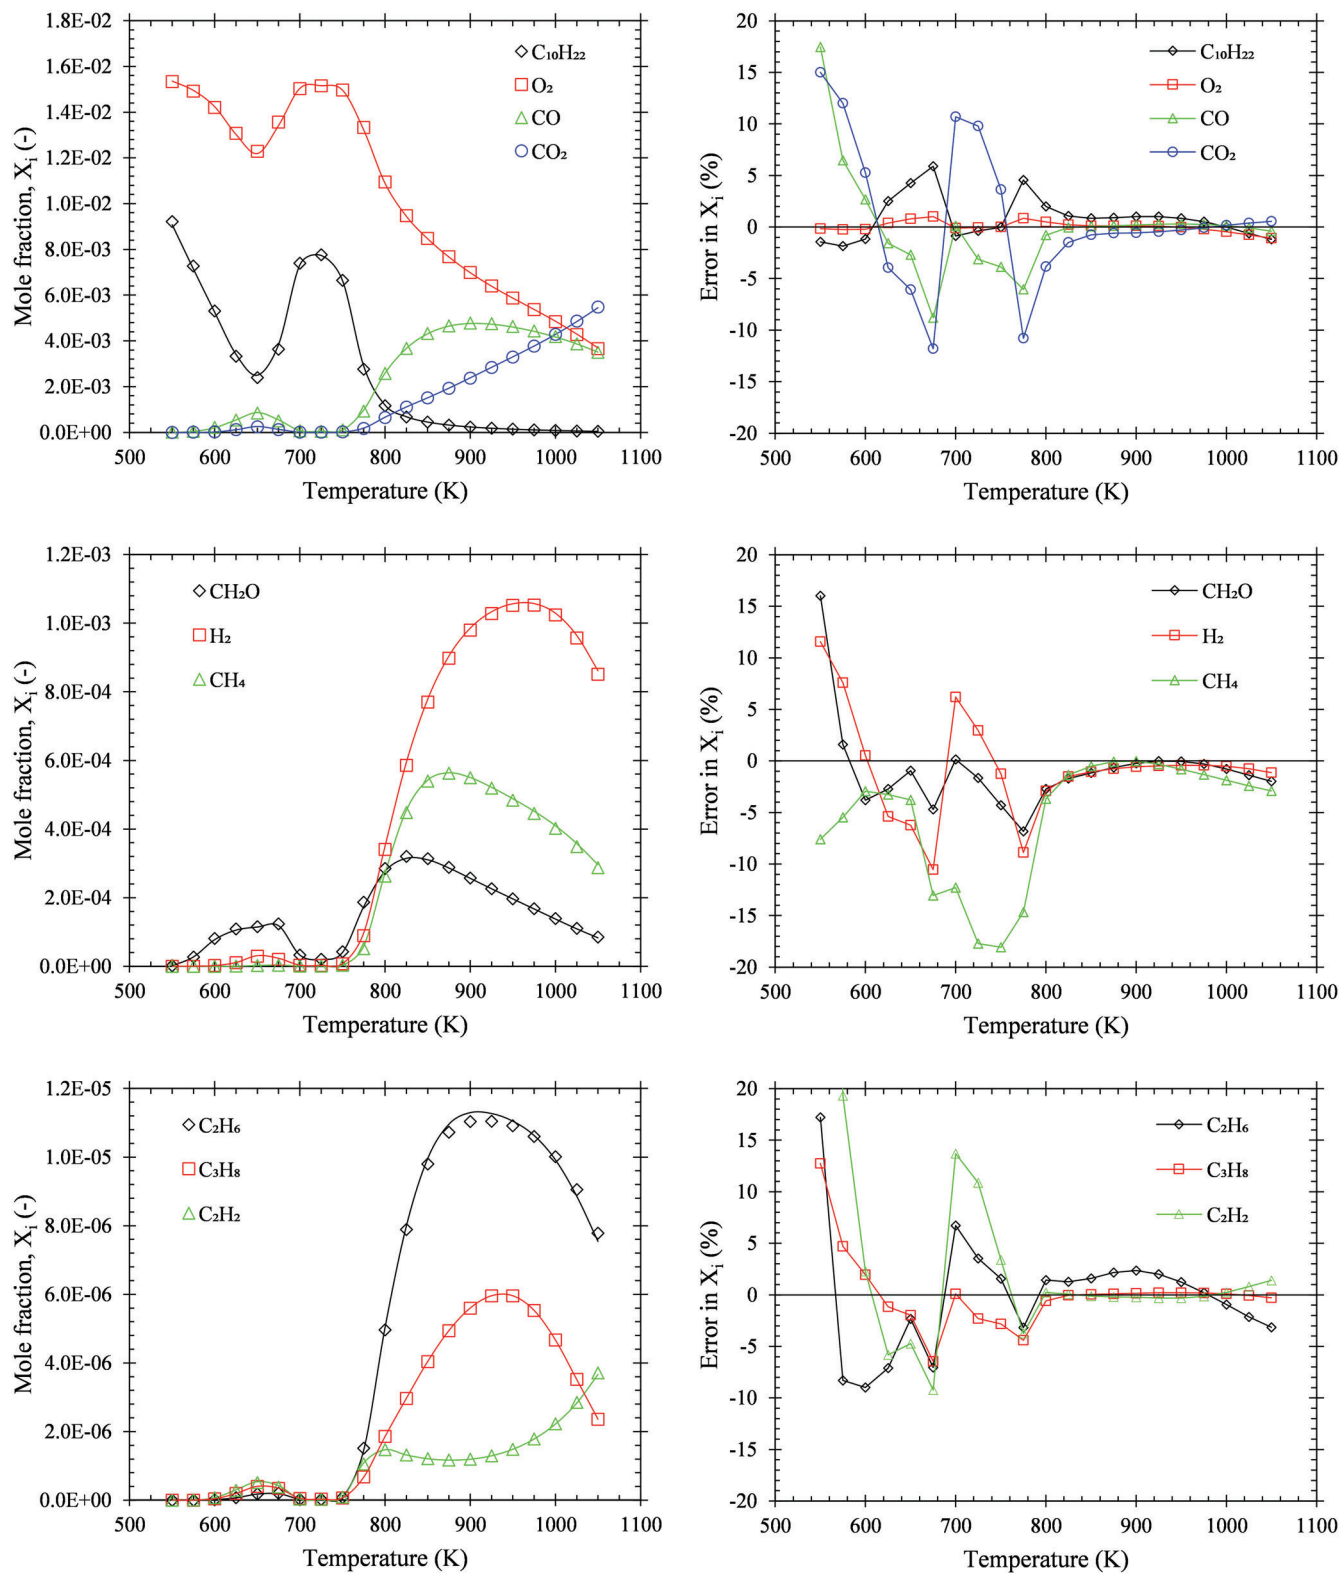 1.8E-02
1.6E-02
1.4E-02
1.2E-02
1.0E-02
8.0E-03
6.0E-03
4.0E-03
2.0E-03
0.0E+00
Mole fraction, Xᵢ (-)
C₁₀H₂₂
O₂
CO
CO₂
500 600 700 800 900 1000 1100
Temperature (K)
20
15
10
5
0
-5
-10
-15
-20
Error in Xᵢ (%)
C₁₀H₂₂
O₂
CO
CO₂
500 600 700 800 900 1000 1100
Temperature (K)
1.2E-03
1.0E-03
8.0E-04
6.0E-04
4.0E-04
2.0E-04
0.0E+00
Mole fraction, Xᵢ (-)
CH₂O
H₂
CH₄
500 600 700 800 900 1000 1100
Temperature (K)
20
15
10
5
0
-5
-10
-15
-20
Error in Xᵢ (%)
CH₂O
H₂
CH₄
500 600 700 800 900 1000 1100
Temperature (K)
1.2E-05
1.0E-05
8.0E-06
6.0E-06
4.0E-06
2.0E-06
0.0E+00
Mole fraction, Xᵢ (-)
C₂H₆
C₃H₈
C₂H₂
500 600 700 800 900 1000 1100
Temperature (K)
20
15
10
5
0
-5
-10
-15
-20
Error in Xᵢ (%)
C₂H₆
C₃H₈
C₂H₂
500 600 700 800 900 1000 1100
Temperature (K)